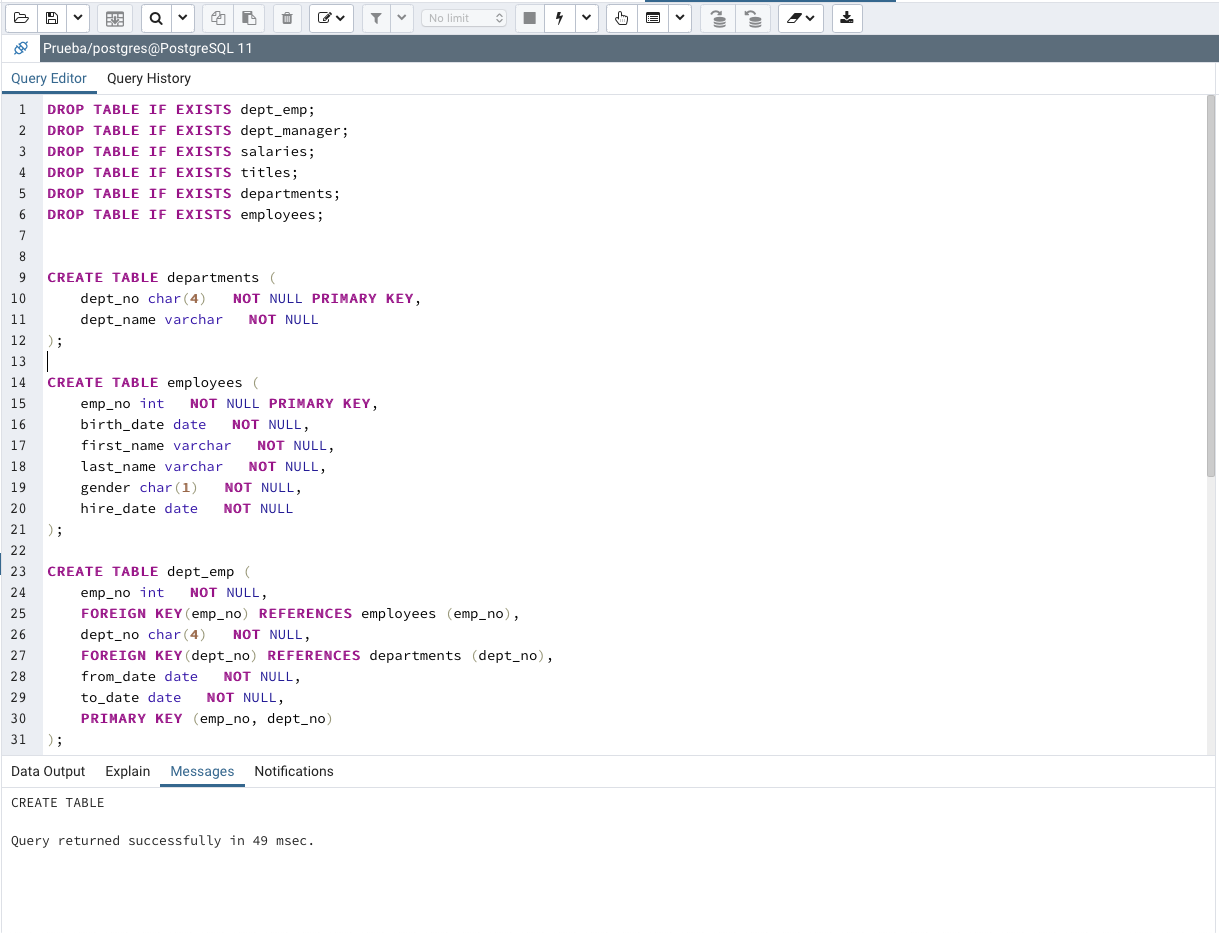 No limit
Prueba/postgres@PostgreSQL 11
Query Editor Query History
1 DROP TABLE IF EXISTS dept_emp;
2 DROP TABLE IF EXISTS dept_manager;
3 DROP TABLE IF EXISTS salaries;
4 DROP TABLE IF EXISTS titles;
5 DROP TABLE IF EXISTS departments;
6 DROP TABLE IF EXISTS employees;
7
8
9 CREATE TABLE departments (
10     dept_no char(4)   NOT NULL PRIMARY KEY,
11     dept_name varchar   NOT NULL
12 );
13
14 CREATE TABLE employees (
15     emp_no int   NOT NULL PRIMARY KEY,
16     birth_date date   NOT NULL,
17     first_name varchar   NOT NULL,
18     last_name varchar   NOT NULL,
19     gender char(1)   NOT NULL,
20     hire_date date   NOT NULL
21 );
22
23 CREATE TABLE dept_emp (
24     emp_no int   NOT NULL,
25     FOREIGN KEY(emp_no) REFERENCES employees (emp_no),
26     dept_no char(4)   NOT NULL,
27     FOREIGN KEY(dept_no) REFERENCES departments (dept_no),
28     from_date date   NOT NULL,
29     to_date date   NOT NULL,
30     PRIMARY KEY (emp_no, dept_no)
31 );
Data Output Explain Messages Notifications
CREATE TABLE
Query returned successfully in 49 msec.